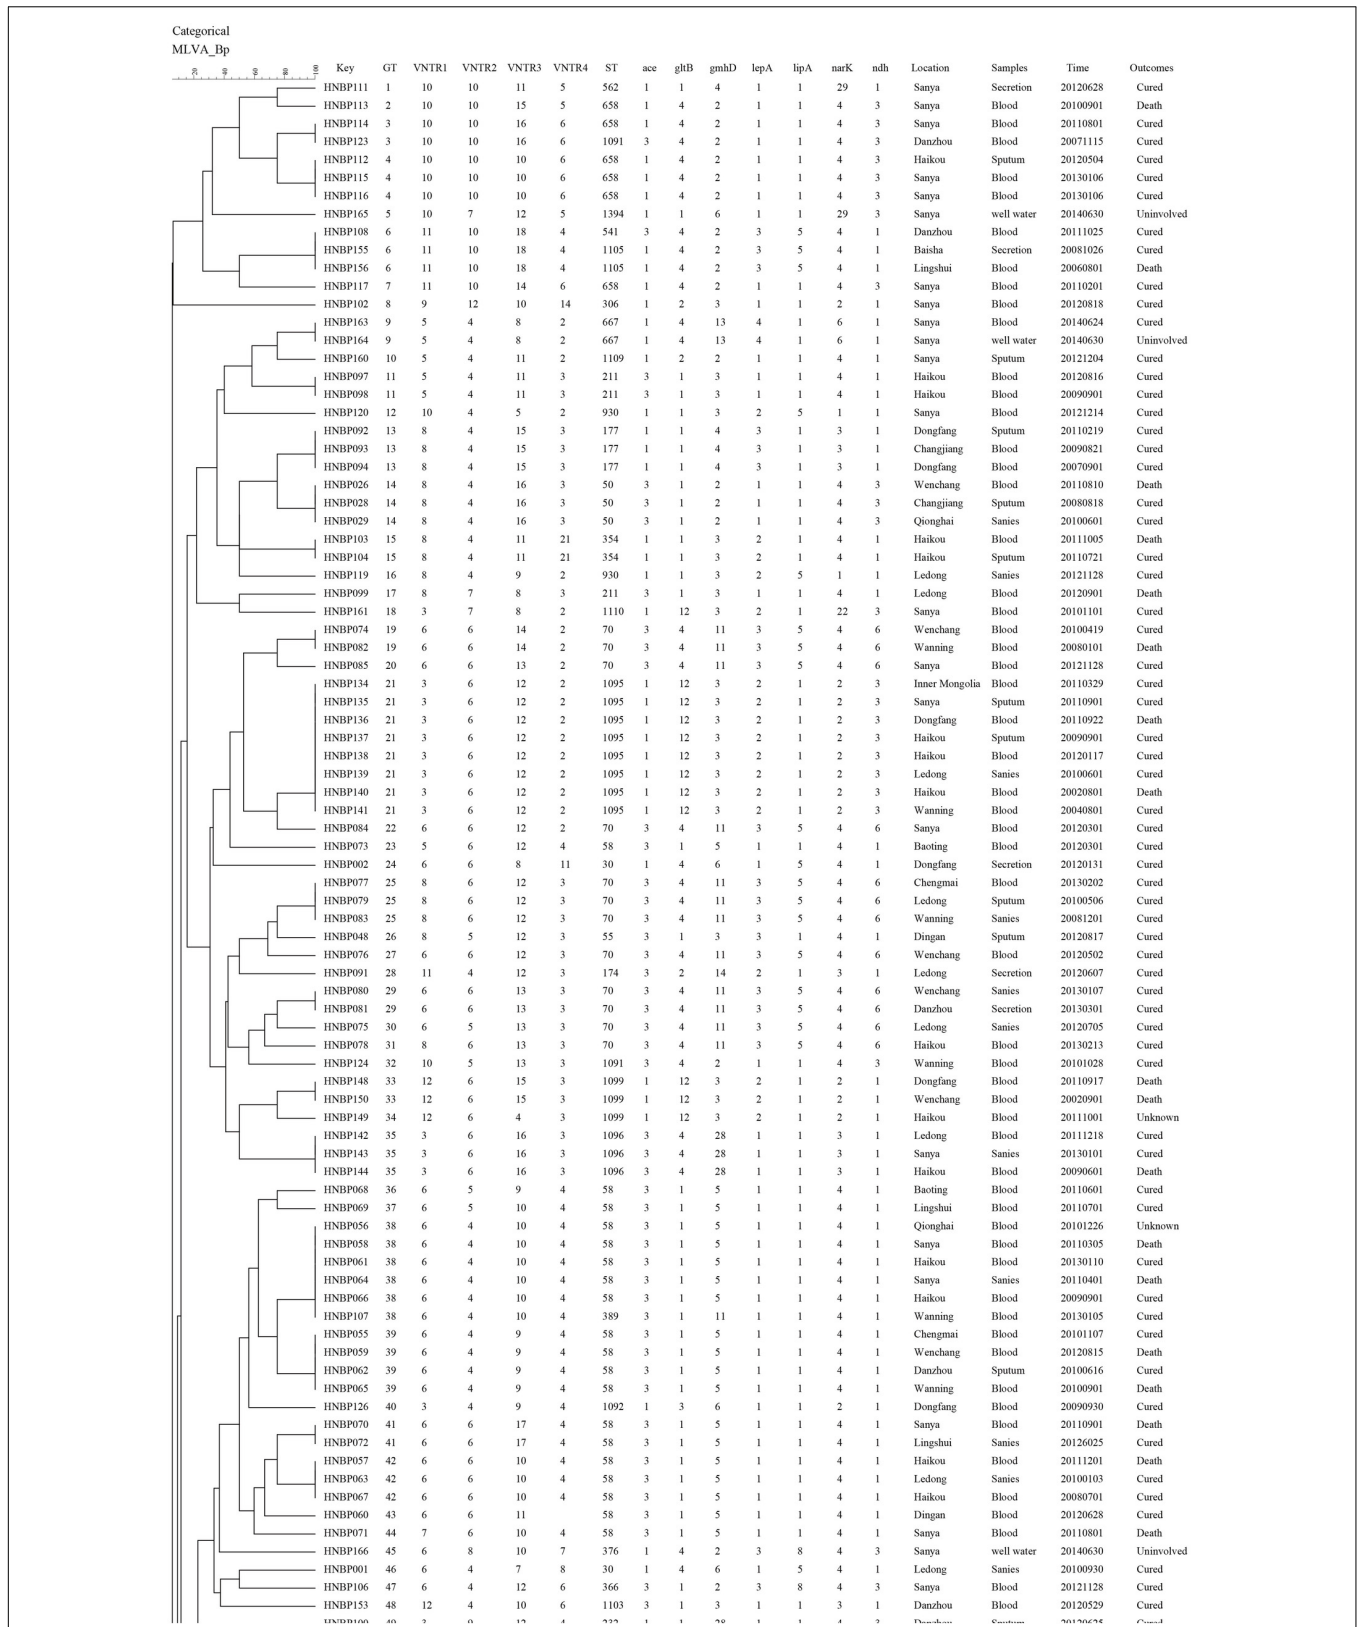 Categorical
MLVA_Bp
20 40 60 80 100 Key GT VNTR1 VNTR2 VNTR3 VNTR4 ST ace gltB gmhD lepA lipA narK ndh Location Samples Time Outcomes
HNBP111 1 10 10 11 5 562 1 1 4 1 1 29 1 Sanya Secretion 20120628 Cured
HNBP113 2 10 10 15 5 658 1 4 2 1 1 4 3 Sanya Blood 20100901 Death
HNBP114 3 10 10 16 6 658 1 4 2 1 1 4 3 Sanya Blood 20110801 Cured
HNBP123 3 10 10 16 6 1091 3 4 2 1 1 4 3 Danzhou Blood 20071115 Cured
HNBP112 4 10 10 10 6 658 1 4 2 1 1 4 3 Haikou Sputum 20120504 Cured
HNBP115 4 10 10 10 6 658 1 4 2 1 1 4 3 Sanya Blood 20130106 Cured
HNBP116 4 10 10 10 6 658 1 4 2 1 1 4 3 Sanya Blood 20130106 Cured
HNBP165 5 10 7 12 5 1394 1 1 6 1 1 29 3 Sanya well water 20140630 Uninvolved
HNBP108 6 11 10 18 4 541 3 4 2 3 5 4 1 Danzhou Blood 20111025 Cured
HNBP155 6 11 10 18 4 1105 1 4 2 3 5 4 1 Baisha Secretion 20081026 Cured
HNBP156 6 11 10 18 4 1105 1 4 2 3 5 4 1 Lingshui Blood 20060801 Death
HNBP117 7 11 10 14 6 658 1 4 2 1 1 4 3 Sanya Blood 20110201 Cured
HNBP102 8 9 12 10 14 306 1 2 3 1 1 2 1 Sanya Blood 20120818 Cured
HNBP163 9 5 4 8 2 667 1 4 13 4 1 6 1 Sanya Blood 20140624 Cured
HNBP164 9 5 4 8 2 667 1 4 13 4 1 6 1 Sanya well water 20140630 Uninvolved
HNBP160 10 5 4 11 2 1109 1 2 2 1 1 4 1 Sanya Sputum 20121204 Cured
HNBP097 11 5 4 11 3 211 3 1 3 1 1 4 1 Haikou Blood 20120816 Cured
HNBP098 11 5 4 11 3 211 3 1 3 1 1 4 1 Haikou Blood 20090901 Cured
HNBP120 12 10 4 5 2 930 1 1 3 2 5 1 1 Sanya Blood 20121214 Cured
HNBP092 13 8 4 15 3 177 1 1 4 3 1 3 1 Dongfang Sputum 20110219 Cured
HNBP093 13 8 4 15 3 177 1 1 4 3 1 3 1 Changjiang Blood 20090821 Cured
HNBP094 13 8 4 15 3 177 1 1 4 3 1 3 1 Dongfang Blood 20070901 Cured
HNBP026 14 8 4 16 3 50 3 1 2 1 1 4 3 Wenchang Blood 20110810 Death
HNBP028 14 8 4 16 3 50 3 1 2 1 1 4 3 Changjiang Sputum 20080818 Cured
HNBP029 14 8 4 16 3 50 3 1 2 1 1 4 3 Qionghai Sanies 20100601 Cured
HNBP103 15 8 4 11 21 354 1 1 3 2 1 4 1 Haikou Blood 20111005 Death
HNBP104 15 8 4 11 21 354 1 1 3 2 1 4 1 Haikou Sputum 20110721 Cured
HNBP119 16 8 4 9 2 930 1 1 3 2 5 1 1 Ledong Sanies 20121128 Cured
HNBP099 17 8 7 8 3 211 3 1 3 1 1 4 1 Ledong Blood 20120901 Death
HNBP161 18 3 7 8 2 1110 1 12 3 2 1 22 3 Sanya Blood 20101101 Cured
HNBP074 19 6 6 14 2 70 3 4 11 3 5 4 6 Wenchang Blood 20100419 Cured
HNBP082 19 6 6 14 2 70 3 4 11 3 5 4 6 Wanning Blood 20080101 Death
HNBP085 20 6 6 13 2 70 3 4 11 3 5 4 6 Sanya Blood 20121128 Cured
HNBP134 21 3 6 12 2 1095 1 12 3 2 1 2 3 Inner Mongolia Blood 20110329 Cured
HNBP135 21 3 6 12 2 1095 1 12 3 2 1 2 3 Sanya Sputum 20110901 Cured
HNBP136 21 3 6 12 2 1095 1 12 3 2 1 2 3 Dongfang Blood 20110922 Death
HNBP137 21 3 6 12 2 1095 1 12 3 2 1 2 3 Haikou Sputum 20090901 Cured
HNBP138 21 3 6 12 2 1095 1 12 3 2 1 2 3 Haikou Blood 20120117 Cured
HNBP139 21 3 6 12 2 1095 1 12 3 2 1 2 3 Ledong Sanies 20100601 Cured
HNBP140 21 3 6 12 2 1095 1 12 3 2 1 2 3 Haikou Blood 20020801 Death
HNBP141 21 3 6 12 2 1095 1 12 3 2 1 2 3 Wanning Blood 20040801 Cured
HNBP084 22 6 6 12 2 70 3 4 11 3 5 4 6 Sanya Blood 20120301 Cured
HNBP073 23 5 6 12 4 58 3 1 5 1 1 4 1 Baoting Blood 20120301 Cured
HNBP002 24 6 6 8 11 30 1 4 6 1 5 4 1 Dongfang Secretion 20120131 Cured
HNBP077 25 8 6 12 3 70 3 4 11 3 5 4 6 Chengmai Blood 20130202 Cured
HNBP079 25 8 6 12 3 70 3 4 11 3 5 4 6 Ledong Sputum 20100506 Cured
HNBP083 25 8 6 12 3 70 3 4 11 3 5 4 6 Wanning Sanies 20081201 Cured
HNBP048 26 8 5 12 3 55 3 1 3 3 1 4 1 Dingan Sputum 20120817 Cured
HNBP076 27 6 6 12 3 70 3 4 11 3 5 4 6 Wenchang Blood 20120502 Cured
HNBP091 28 11 4 12 3 174 3 2 14 2 1 3 1 Ledong Secretion 20120607 Cured
HNBP080 29 6 6 13 3 70 3 4 11 3 5 4 6 Wenchang Sanies 20130107 Cured
HNBP081 29 6 6 13 3 70 3 4 11 3 5 4 6 Danzhou Secretion 20130301 Cured
HNBP075 30 6 5 13 3 70 3 4 11 3 5 4 6 Ledong Sanies 20120705 Cured
HNBP078 31 8 6 13 3 70 3 4 11 3 5 4 6 Haikou Blood 20130213 Cured
HNBP124 32 10 5 13 3 1091 3 4 2 1 1 4 3 Wanning Blood 20101028 Cured
HNBP148 33 12 6 15 3 1099 1 12 3 2 1 2 1 Dongfang Blood 20110917 Death
HNBP150 33 12 6 15 3 1099 1 12 3 2 1 2 1 Wenchang Blood 20020901 Death
HNBP149 34 12 6 4 3 1099 1 12 3 2 1 2 1 Haikou Blood 20111001 Unknown
HNBP142 35 3 6 16 3 1096 3 4 28 1 1 3 1 Ledong Blood 20111218 Cured
HNBP143 35 3 6 16 3 1096 3 4 28 1 1 3 1 Sanya Sanies 20130101 Cured
HNBP144 35 3 6 16 3 1096 3 4 28 1 1 3 1 Haikou Blood 20090601 Death
HNBP068 36 6 5 9 4 58 3 1 5 1 1 4 1 Baoting Blood 20110601 Cured
HNBP069 37 6 5 10 4 58 3 1 5 1 1 4 1 Lingshui Blood 20110701 Cured
HNBP056 38 6 4 10 4 58 3 1 5 1 1 4 1 Qionghai Blood 20101226 Unknown
HNBP058 38 6 4 10 4 58 3 1 5 1 1 4 1 Sanya Blood 20110305 Death
HNBP061 38 6 4 10 4 58 3 1 5 1 1 4 1 Haikou Blood 20130110 Cured
HNBP064 38 6 4 10 4 58 3 1 5 1 1 4 1 Sanya Sanies 20110401 Death
HNBP066 38 6 4 10 4 58 3 1 5 1 1 4 1 Haikou Blood 20090901 Cured
HNBP107 38 6 4 10 4 389 3 1 11 1 1 4 1 Wanning Blood 20130105 Cured
HNBP055 39 6 4 9 4 58 3 1 5 1 1 4 1 Chengmai Blood 20101107 Cured
HNBP059 39 6 4 9 4 58 3 1 5 1 1 4 1 Wenchang Blood 20120815 Death
HNBP062 39 6 4 9 4 58 3 1 5 1 1 4 1 Danzhou Sputum 20100616 Cured
HNBP065 39 6 4 9 4 58 3 1 5 1 1 4 1 Wanning Blood 20100901 Death
HNBP126 40 3 4 9 4 1092 1 3 6 1 1 2 1 Dongfang Blood 20090930 Cured
HNBP070 41 6 6 17 4 58 3 1 5 1 1 4 1 Sanya Blood 20110901 Death
HNBP072 41 6 6 17 4 58 3 1 5 1 1 4 1 Lingshui Sanies 20126025 Cured
HNBP057 42 6 6 10 4 58 3 1 5 1 1 4 1 Haikou Blood 20111201 Death
HNBP063 42 6 6 10 4 58 3 1 5 1 1 4 1 Ledong Sanies 20100103 Cured
HNBP067 42 6 6 10 4 58 3 1 5 1 1 4 1 Haikou Blood 20080701 Cured
HNBP060 43 6 6 11 58 3 1 5 1 1 4 1 Dingan Blood 20120628 Cured
HNBP071 44 7 6 10 4 58 3 1 5 1 1 4 1 Sanya Blood 20110801 Death
HNBP166 45 6 8 10 7 376 1 4 2 3 8 4 3 Sanya well water 20140630 Uninvolved
HNBP001 46 6 4 7 8 30 1 4 6 1 5 4 1 Ledong Sanies 20100930 Cured
HNBP106 47 6 4 12 6 366 3 1 2 3 8 4 3 Sanya Blood 20121128 Cured
HNBP153 48 12 4 10 6 1103 3 1 3 1 1 3 1 Danzhou Blood 20120529 Cured